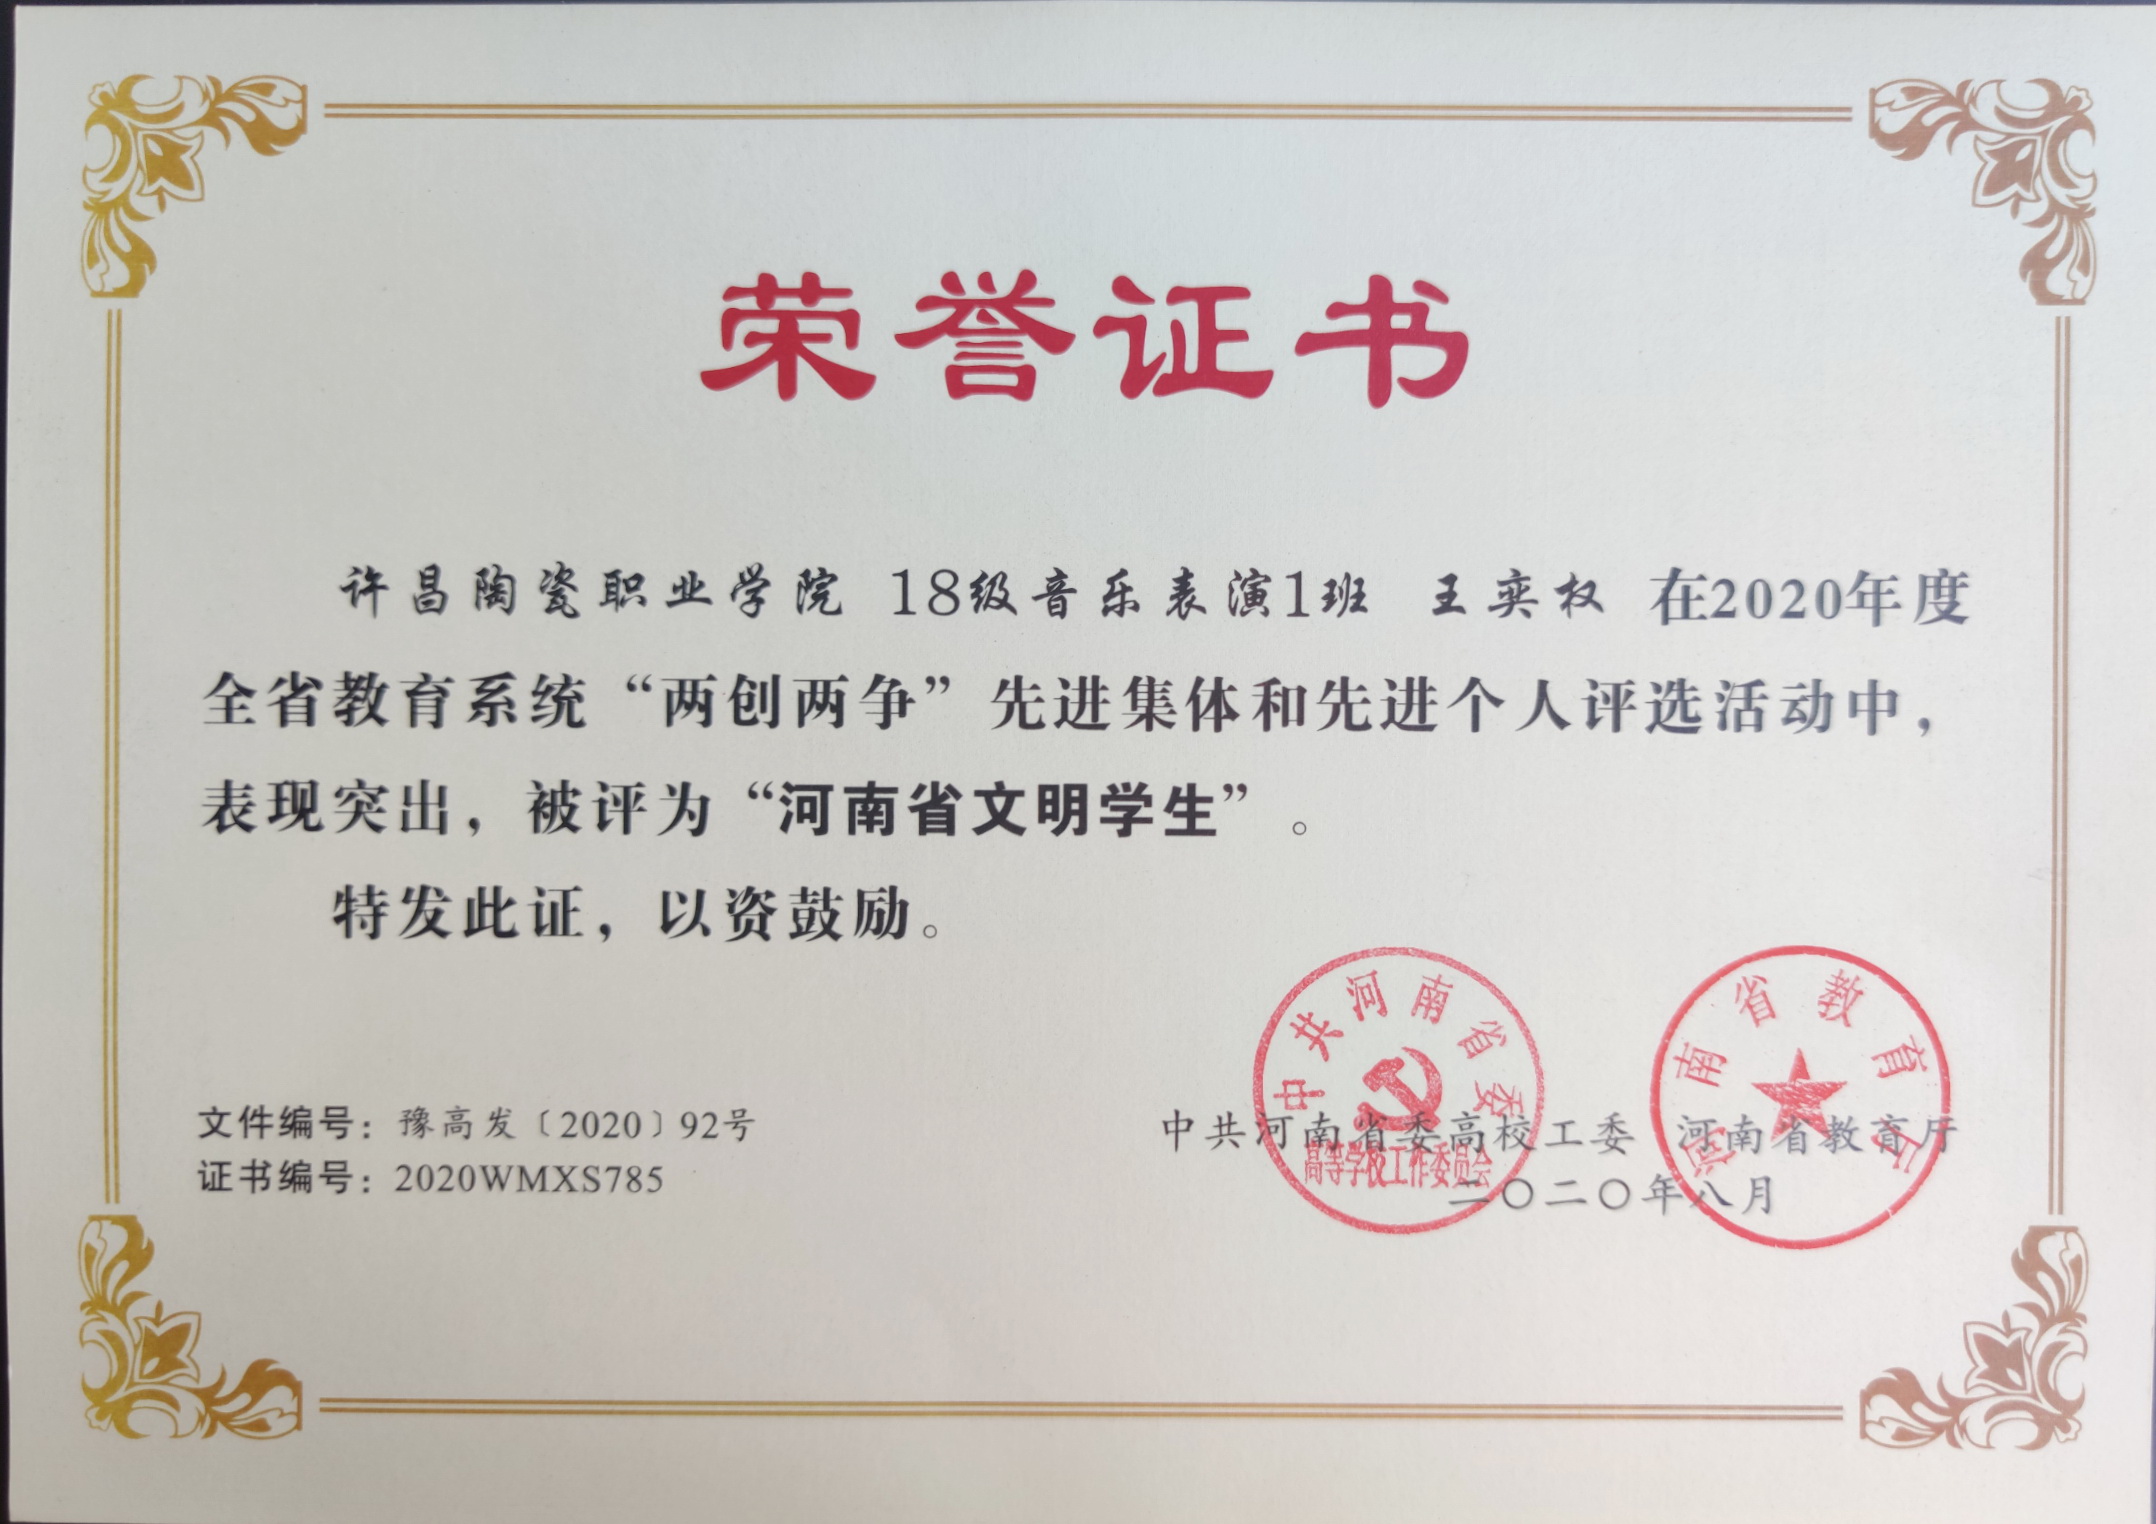 荣誉证书
许昌陶瓷职业学院 18级音乐表演1班 王奕权 在2020年度
全省教育系统“两创两争”先进集体和先进个人评选活动中，
表现突出，被评为“河南省文明学生”。
特发此证，以资鼓励。
中共河南省委
高等学校工作委员会
河南省教育厅
文件编号：豫高发〔2020〕92号
中共河南省委高校工委 河南省教育厅
证书编号：2020WMXS785
二〇二〇年八月